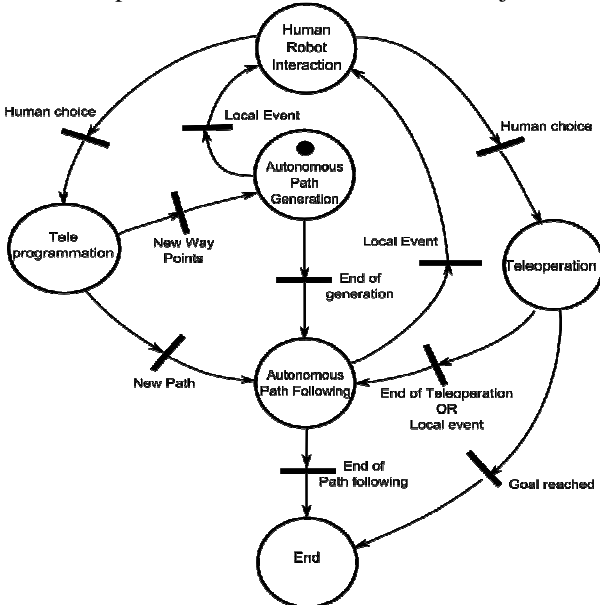 Human
Robot
Interaction
Human choice
Local Event
Human choice
Autonomous
Path
Generation
Tele
programmation
New Way
Points
Local Event
Teleoperation
End of
generation
New Path
Autonomous
Path Following
End of Teleoperation
OR
Local event
End of
Path following
Goal reached
End